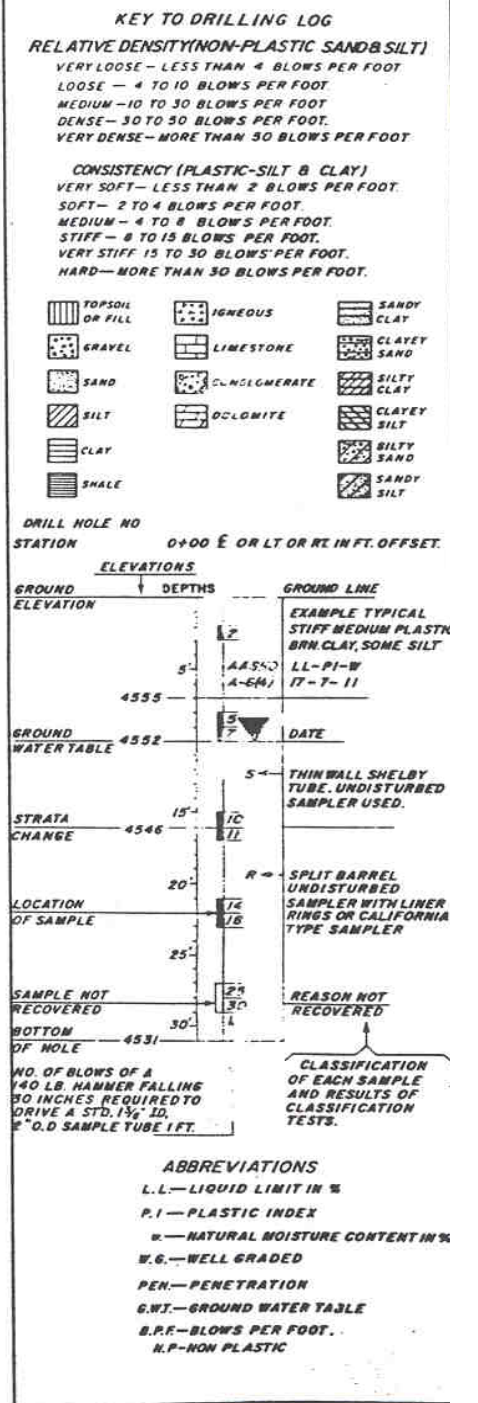 KEY TO DRILLING LOG
RELATIVE DENSITY(NON-PLASTIC SAND & SILT)
VERY LOOSE - LESS THAN 4 BLOWS PER FOOT
LOOSE - 4 TO 10 BLOWS PER FOOT.
MEDIUM - 10 TO 30 BLOWS PER FOOT
DENSE - 30 TO 50 BLOWS PER FOOT.
VERY DENSE - MORE THAN 50 BLOWS PER FOOT
CONSISTENCY (PLASTIC-SILT & CLAY)
VERY SOFT - LESS THAN 2 BLOWS PER FOOT.
SOFT - 2 TO 4 BLOWS PER FOOT.
MEDIUM - 4 TO 8 BLOWS PER FOOT.
STIFF - 8 TO 15 BLOWS PER FOOT.
VERY STIFF 15 TO 30 BLOWS PER FOOT.
HARD - MORE THAN 30 BLOWS PER FOOT.
TOPSOIL OR FILL
GRAVEL
SAND
SILT
CLAY
SHALE
IGNEOUS
LIMESTONE
CONGLOMERATE
DOLOMITE
SANDY CLAY
CLAYEY SAND
SILTY CLAY
CLAYEY SILT
SILTY SAND
SANDY SILT
DRILL HOLE NO
STATION 0+00 £ OR LT OR RT. IN FT. OFFSET.
ELEVATIONS
GROUND ELEVATION
DEPTHS
GROUND LINE
EXAMPLE TYPICAL
STIFF MEDIUM PLASTIC
BRN. CLAY, SOME SILT
7
5'
AASHO LL-PI-W
17-7-11
4555
5
7
GROUND WATER TABLE 4552
DATE
S
THIN WALL SHELBY
TUBE. UNDISTURBED
SAMPLER USED.
15'
10
11
STRATA CHANGE 4546
R
SPLIT BARREL
UNDISTURBED
SAMPLER WITH LINER
RINGS OR CALIFORNIA
TYPE SAMPLER
20'
LOCATION OF SAMPLE
14
16
25'
SAMPLE NOT RECOVERED
25
30
REASON NOT RECOVERED
30'
BOTTOM OF HOLE 4531
NO. OF BLOWS OF A
140 LB. HAMMER FALLING
30 INCHES REQUIRED TO
DRIVE A STD. 1⅜" I.D.
2" O.D SAMPLE TUBE 1 FT.
CLASSIFICATION
OF EACH SAMPLE
AND RESULTS OF
CLASSIFICATION
TESTS.
ABBREVIATIONS
L.L. - LIQUID LIMIT IN %
P.I - PLASTIC INDEX
W. - NATURAL MOISTURE CONTENT IN %
W.G. - WELL GRADED
PEN. - PENETRATION
G.W.T. - GROUND WATER TABLE
B.P.F. - BLOWS PER FOOT.
N.P - NON PLASTIC